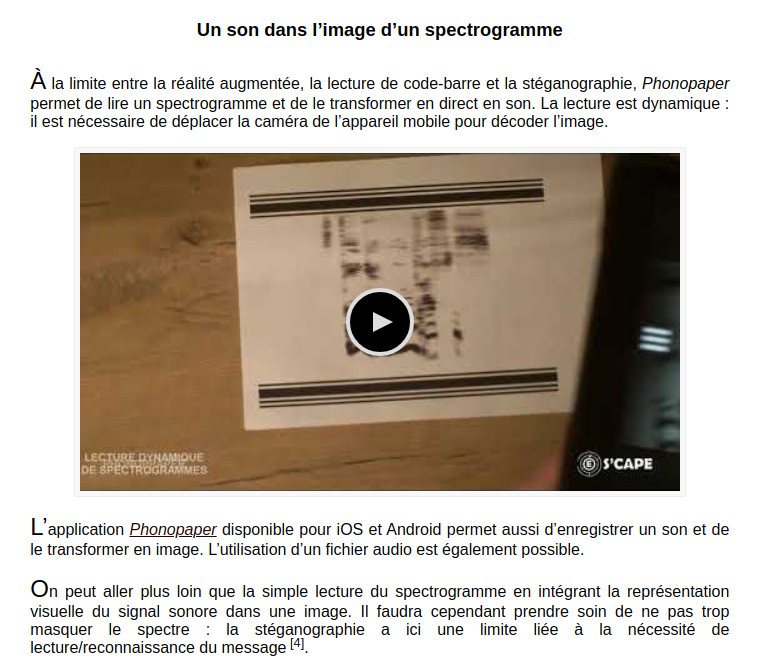 Un son dans l’image d’un spectrogramme
À la limite entre la réalité augmentée, la lecture de code-barre et la stéganographie, Phonopaper
permet de lire un spectrogramme et de le transformer en direct en son. La lecture est dynamique :
il est nécessaire de déplacer la caméra de l’appareil mobile pour décoder l’image.
LECTURE DYNAMIQUE
DE SPECTROGRAMMES
S'CAPE
L’application Phonopaper disponible pour iOS et Android permet aussi d’enregistrer un son et de
le transformer en image. L’utilisation d’un fichier audio est également possible.
On peut aller plus loin que la simple lecture du spectrogramme en intégrant la représentation
visuelle du signal sonore dans une image. Il faudra cependant prendre soin de ne pas trop
masquer le spectre : la stéganographie a ici une limite liée à la nécessité de
lecture/reconnaissance du message [4].